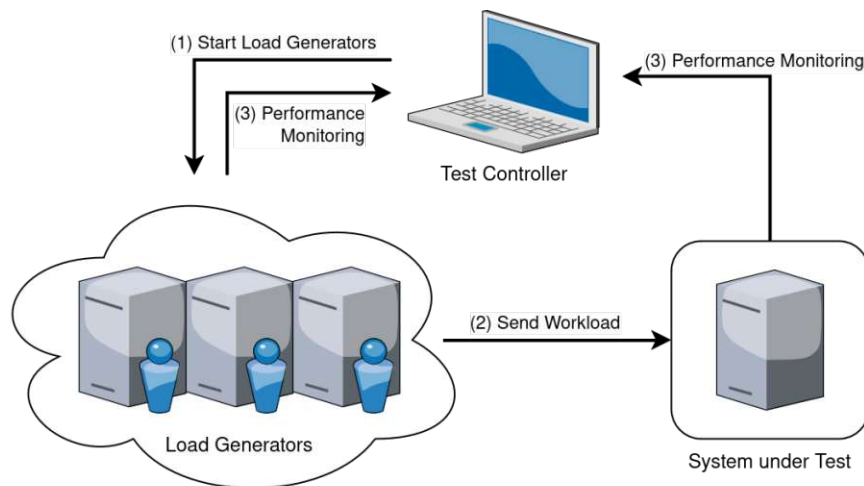 (1) Start Load Generators
(3) Performance Monitoring
(3) Performance
Monitoring
Test Controller
(2) Send Workload
Load Generators
System under Test